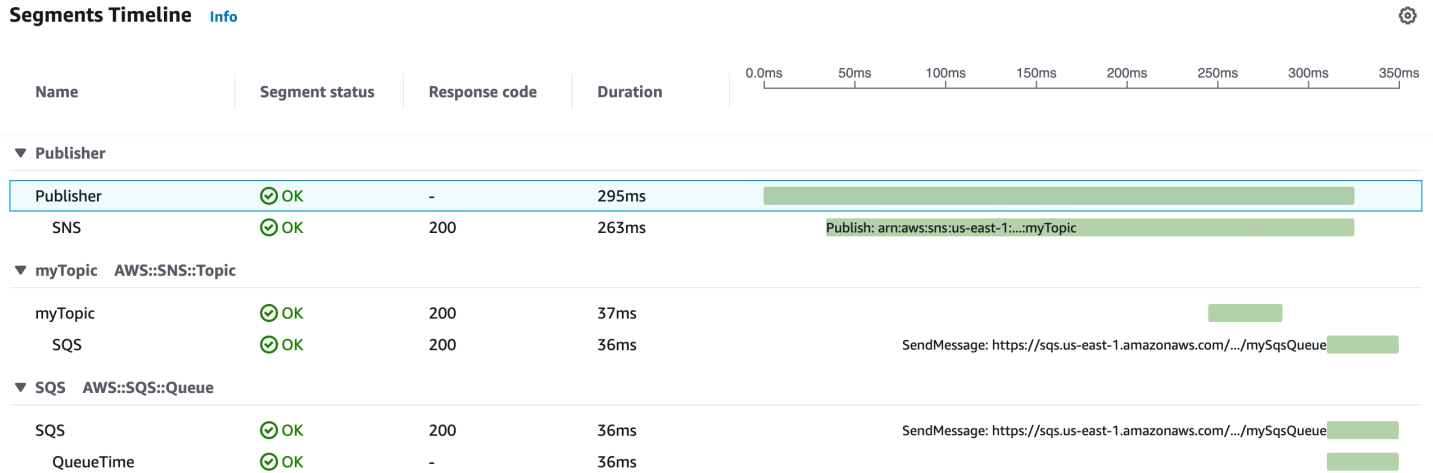 Segments Timeline Info
0.0ms 50ms 100ms 150ms 200ms 250ms 300ms 350ms
Name Segment status Response code Duration
Publisher
Publisher OK - 295ms
SNS OK 200 263ms Publish: arn:aws:sns:us-east-1:...:myTopic
myTopic AWS::SNS::Topic
myTopic OK 200 37ms
SQS OK 200 36ms SendMessage: https://sqs.us-east-1.amazonaws.com/.../mySqsQueue
SQS AWS::SQS::Queue
SQS OK 200 36ms SendMessage: https://sqs.us-east-1.amazonaws.com/.../mySqsQueue
QueueTime OK - 36ms